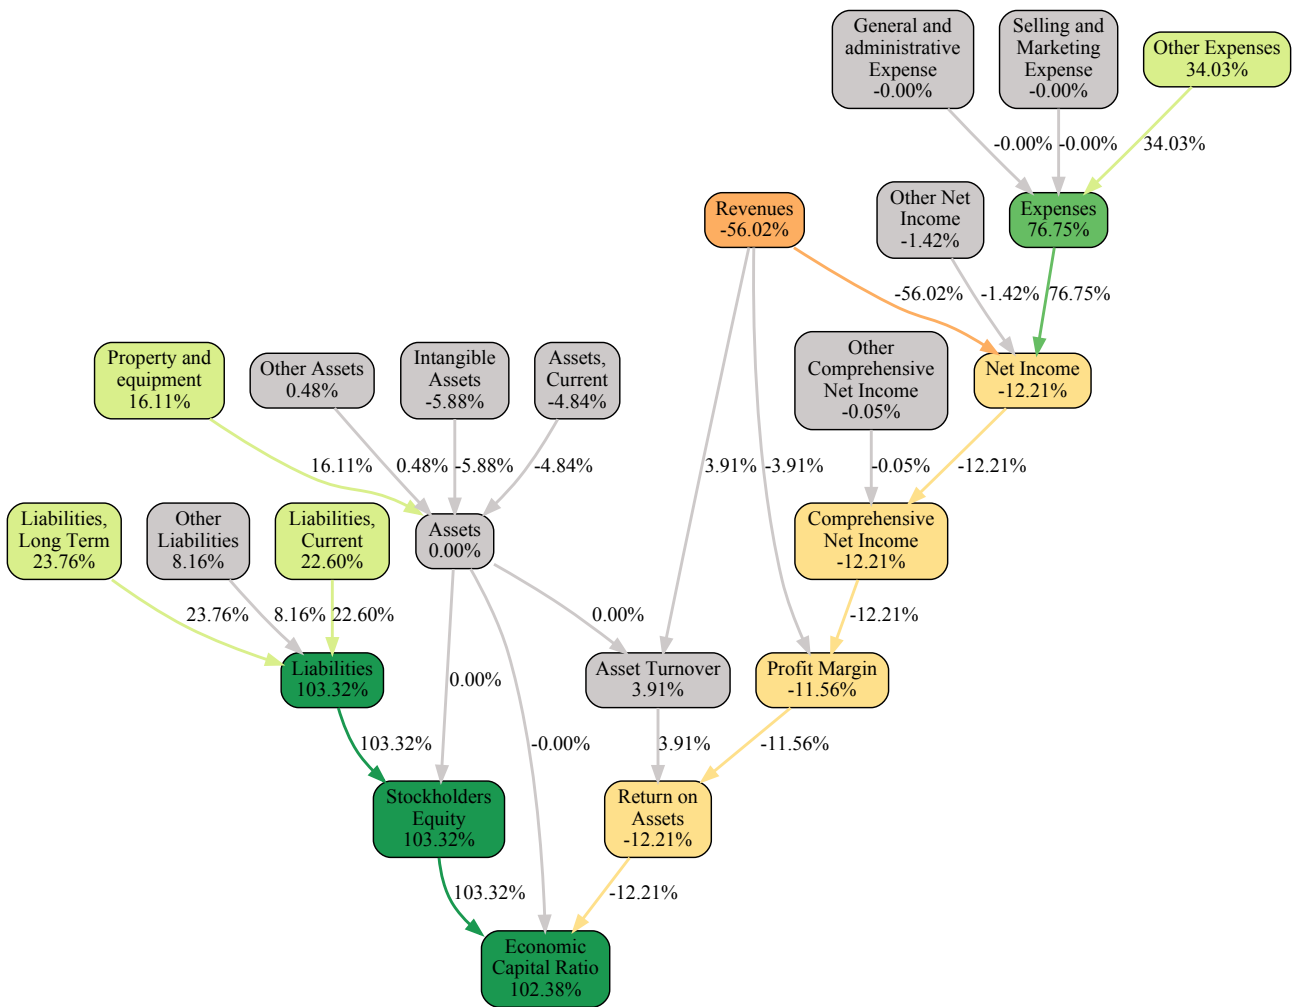 General and
administrative
Expense
-0.00%
Selling and
Marketing
Expense
-0.00%
Other Expenses
34.03%
-0.00%
-0.00%
34.03%
Revenues
-56.02%
Other Net
Income
-1.42%
Expenses
76.75%
-56.02%
-1.42%
76.75%
Property and
equipment
16.11%
Other Assets
0.48%
Intangible
Assets
-5.88%
Assets,
Current
-4.84%
Other
Comprehensive
Net Income
-0.05%
Net Income
-12.21%
16.11%
0.48%
-5.88%
-4.84%
3.91%
-3.91%
-0.05%
-12.21%
Liabilities,
Long Term
23.76%
Other
Liabilities
8.16%
Liabilities,
Current
22.60%
Assets
0.00%
Comprehensive
Net Income
-12.21%
23.76%
8.16%
22.60%
0.00%
-12.21%
Liabilities
103.32%
0.00%
Asset Turnover
3.91%
Profit Margin
-11.56%
103.32%
-0.00%
3.91%
-11.56%
Stockholders
Equity
103.32%
Return on
Assets
-12.21%
103.32%
-12.21%
Economic
Capital Ratio
102.38%